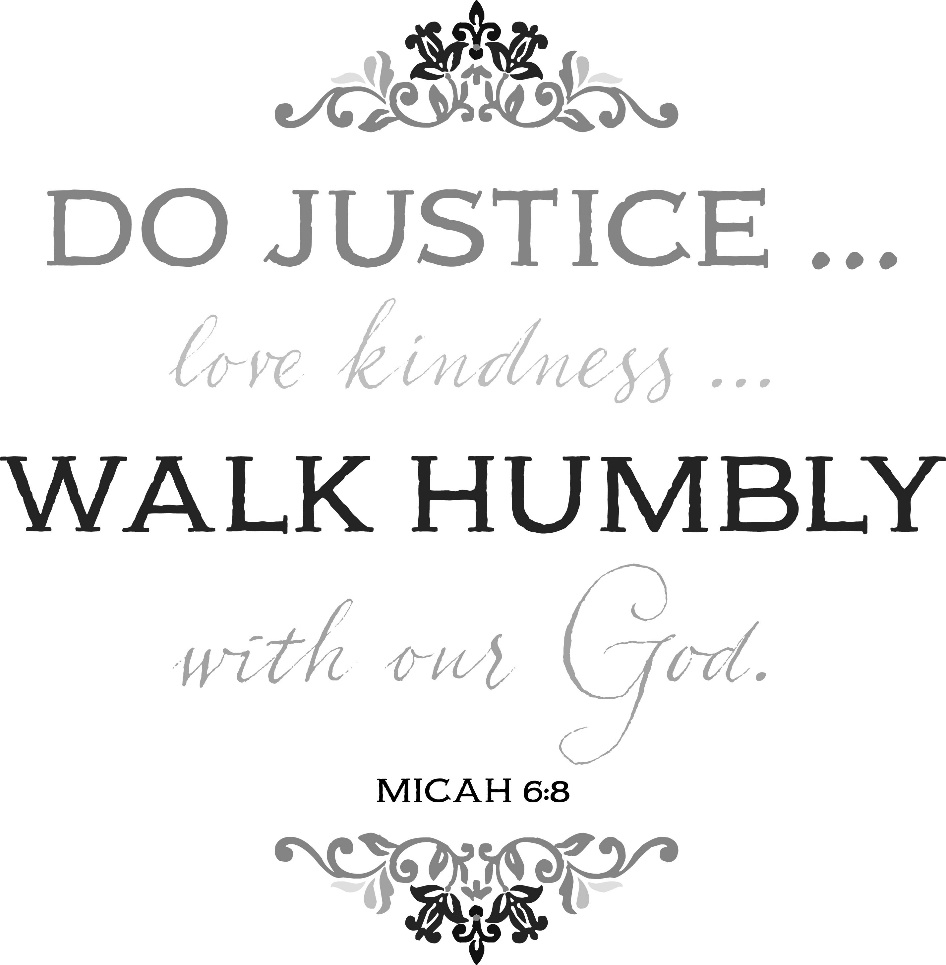 DO JUSTICE ...
love kindness ...
WALK HUMBLY
with our God.
MICAH 6:8